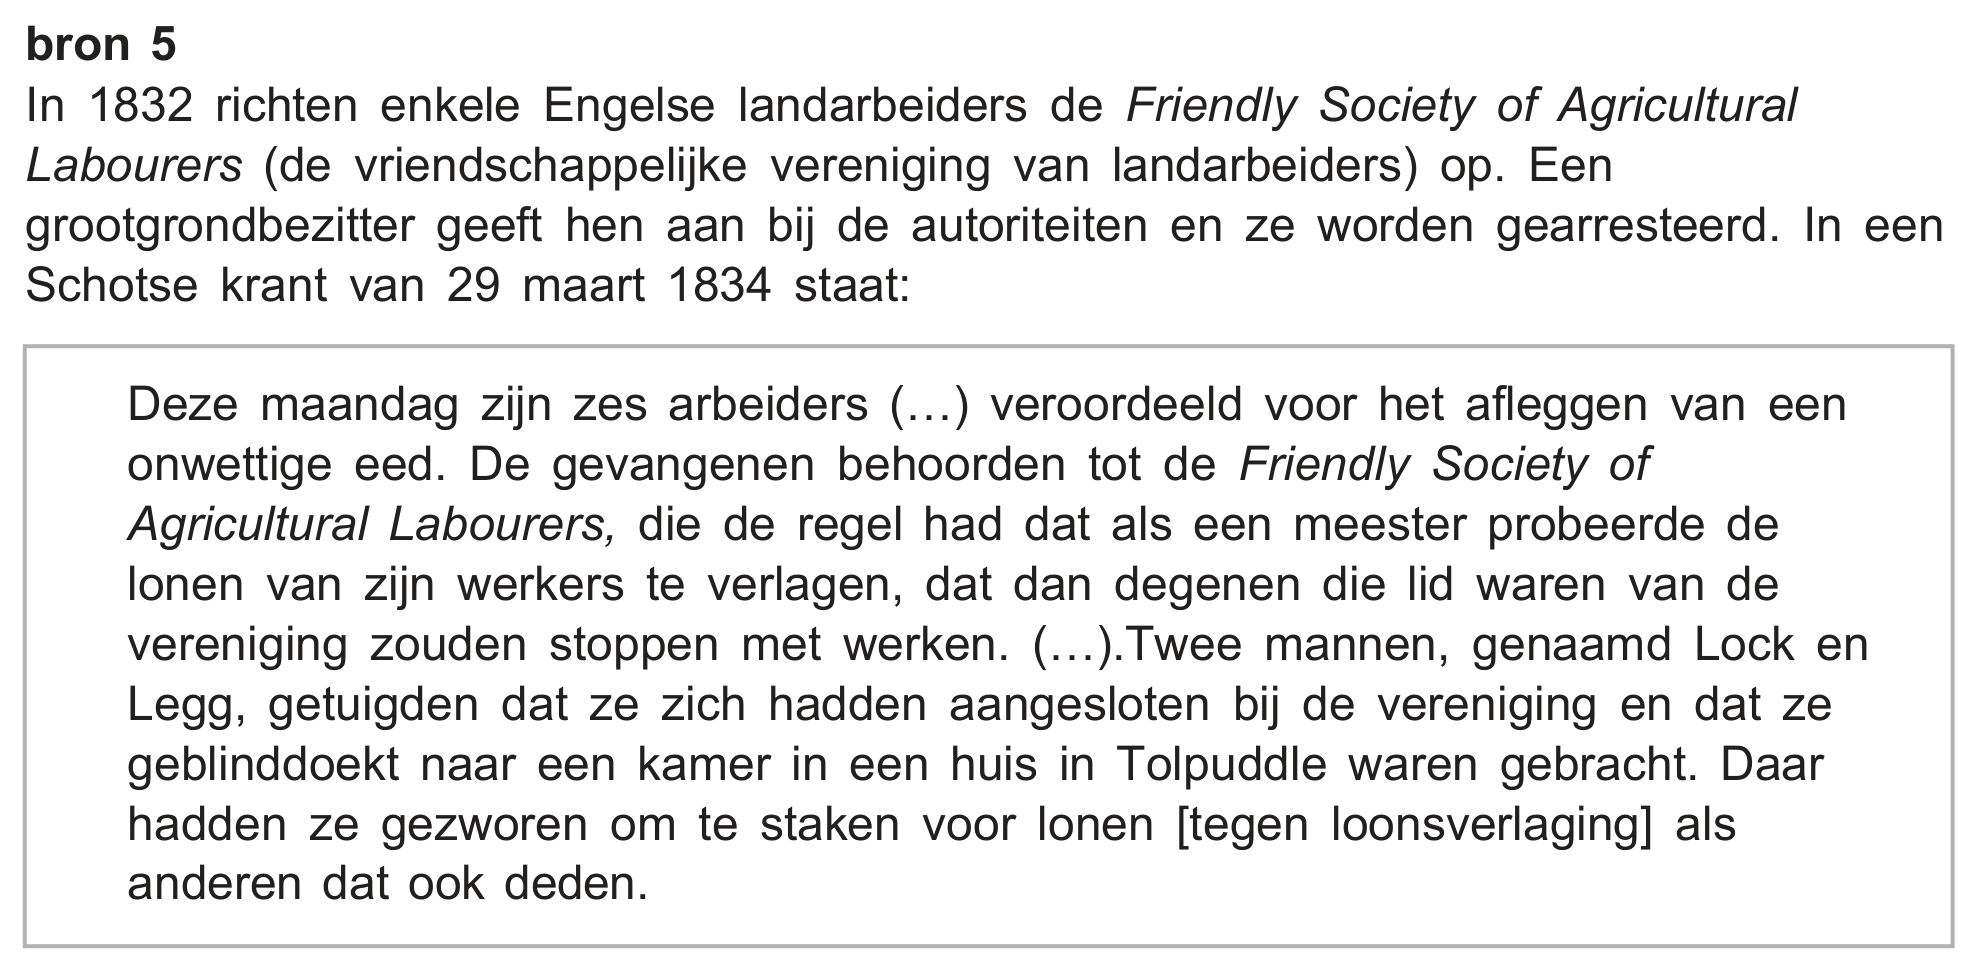 bron 5
In 1832 richten enkele Engelse landarbeiders de Friendly Society of Agricultural
Labourers (de vriendschappelijke vereniging van landarbeiders) op. Een
grootgrondbezitter geeft hen aan bij de autoriteiten en ze worden gearresteerd. In een
Schotse krant van 29 maart 1834 staat:
Deze maandag zijn zes arbeiders (…) veroordeeld voor het afleggen van een
onwettige eed. De gevangenen behoorden tot de Friendly Society of
Agricultural Labourers, die de regel had dat als een meester probeerde de
lonen van zijn werkers te verlagen, dat dan degenen die lid waren van de
vereniging zouden stoppen met werken. (…).Twee mannen, genaamd Lock en
Legg, getuigden dat ze zich hadden aangesloten bij de vereniging en dat ze
geblinddoekt naar een kamer in een huis in Tolpuddle waren gebracht. Daar
hadden ze gezworen om te staken voor lonen [tegen loonsverlaging] als
anderen dat ook deden.